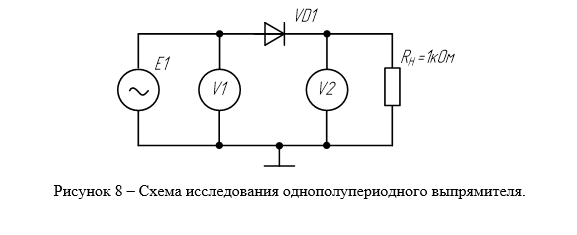 VD1
E1
V1
V2
Rн =1кОм
Рисунок 8 – Схема исследования однополупериодного выпрямителя.